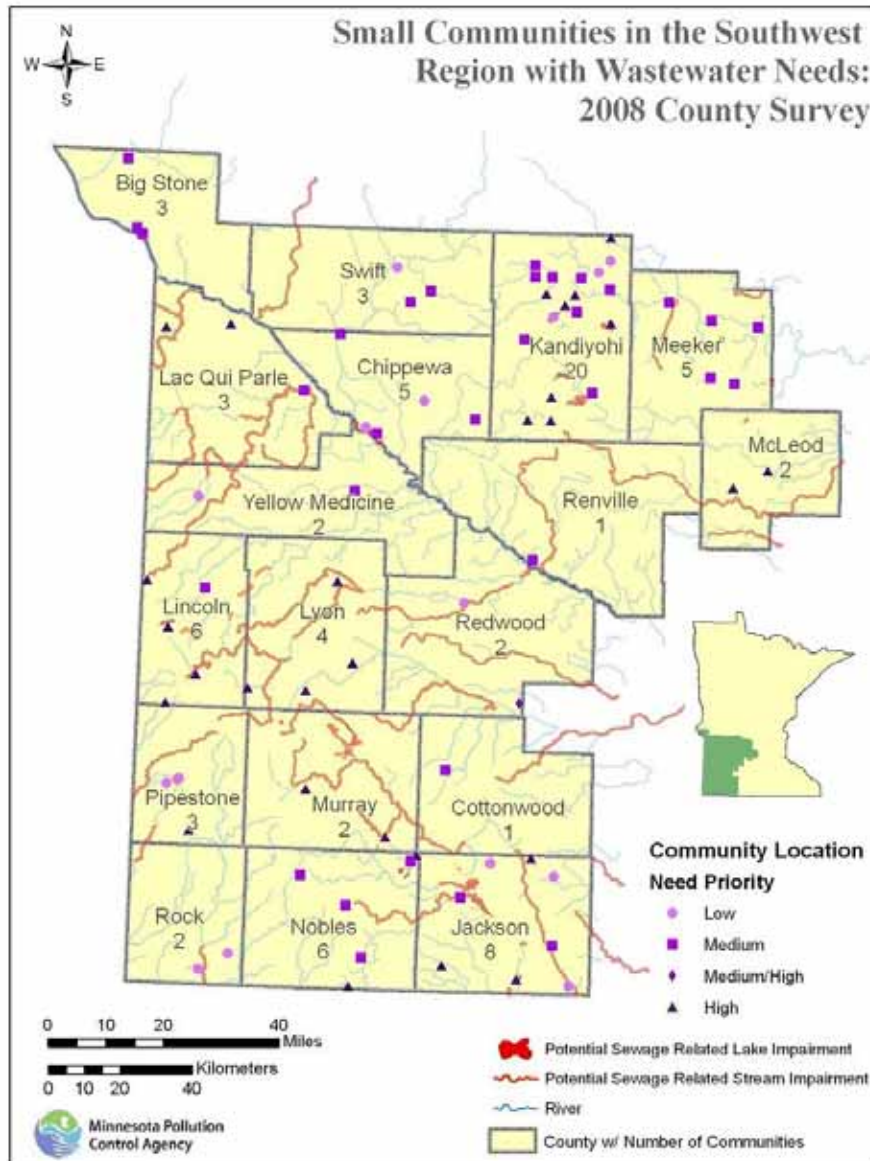 Small Communities in the Southwest
Region with Wastewater Needs:
2008 County Survey
N
W E
S
Big Stone
3
Swift
3
Kandiyohi
20
Meeker
5
Lac Qui Parle
3
Chippewa
5
McLeod
2
Yellow Medicine
2
Renville
1
Lincoln
6
Lyon
4
Redwood
2
Pipestone
3
Murray
2
Cottonwood
1
Rock
2
Nobles
6
Jackson
8
Community Location
Need Priority
Low
Medium
Medium/High
High
0 10 20 40
Miles
Kilometers
0 10 20 40
Potential Sewage Related Lake Impairment
Potential Sewage Related Stream Impairment
River
County w/ Number of Communities
Minnesota Pollution
Control Agency